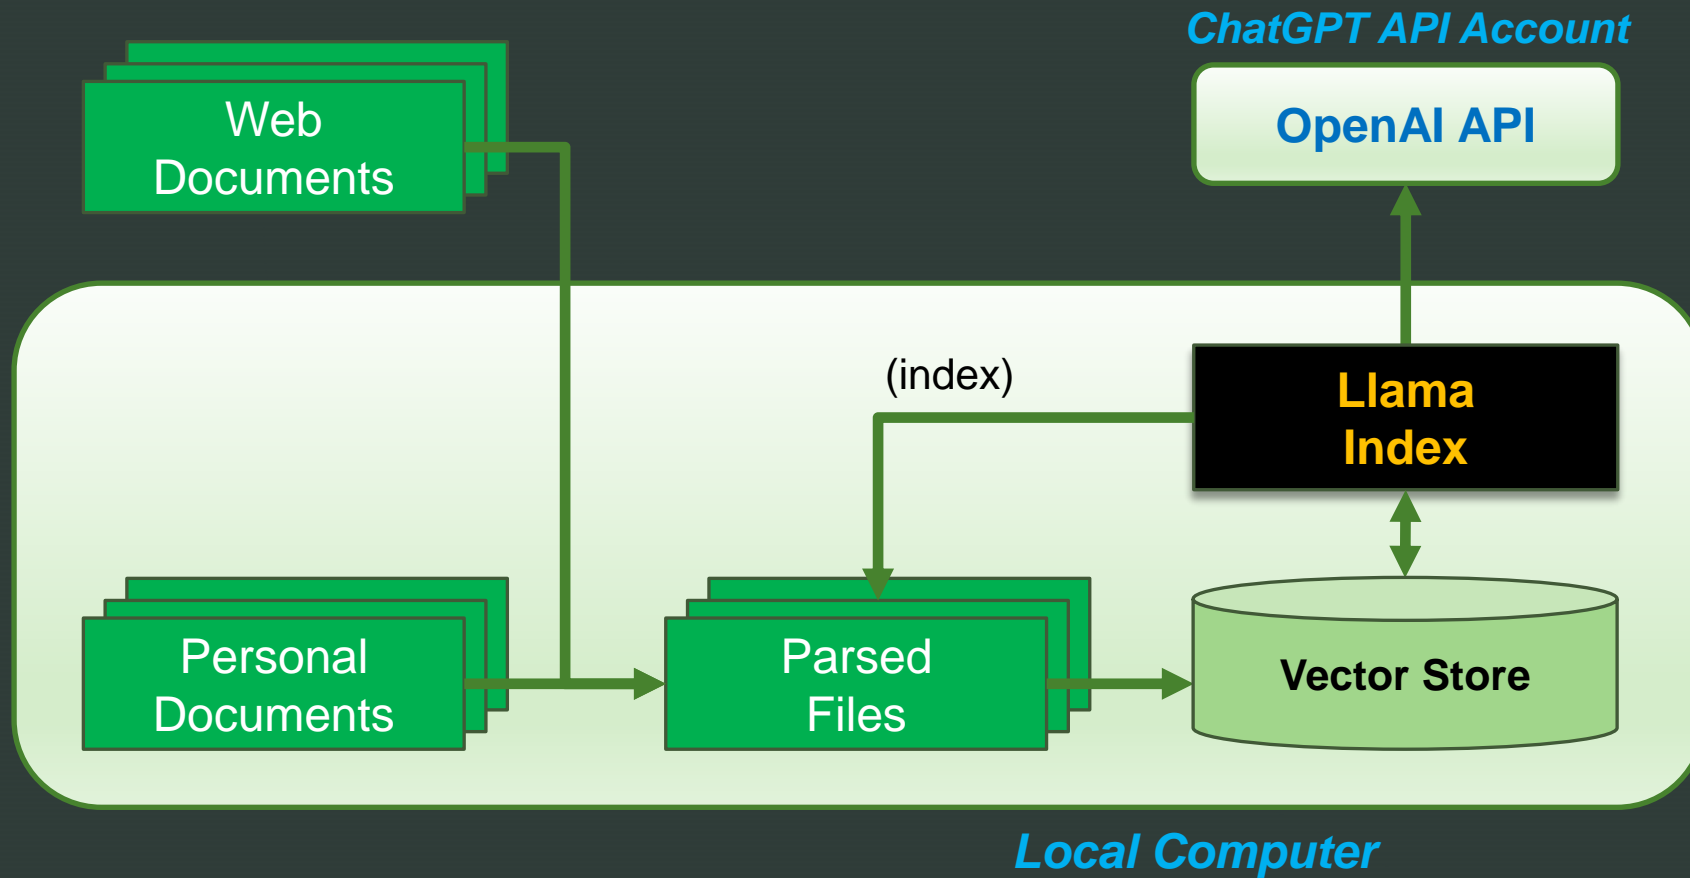 ChatGPT API Account
Web
Documents
OpenAI API
(index)
Llama
Index
Personal
Documents
Parsed
Files
Vector Store
Local Computer